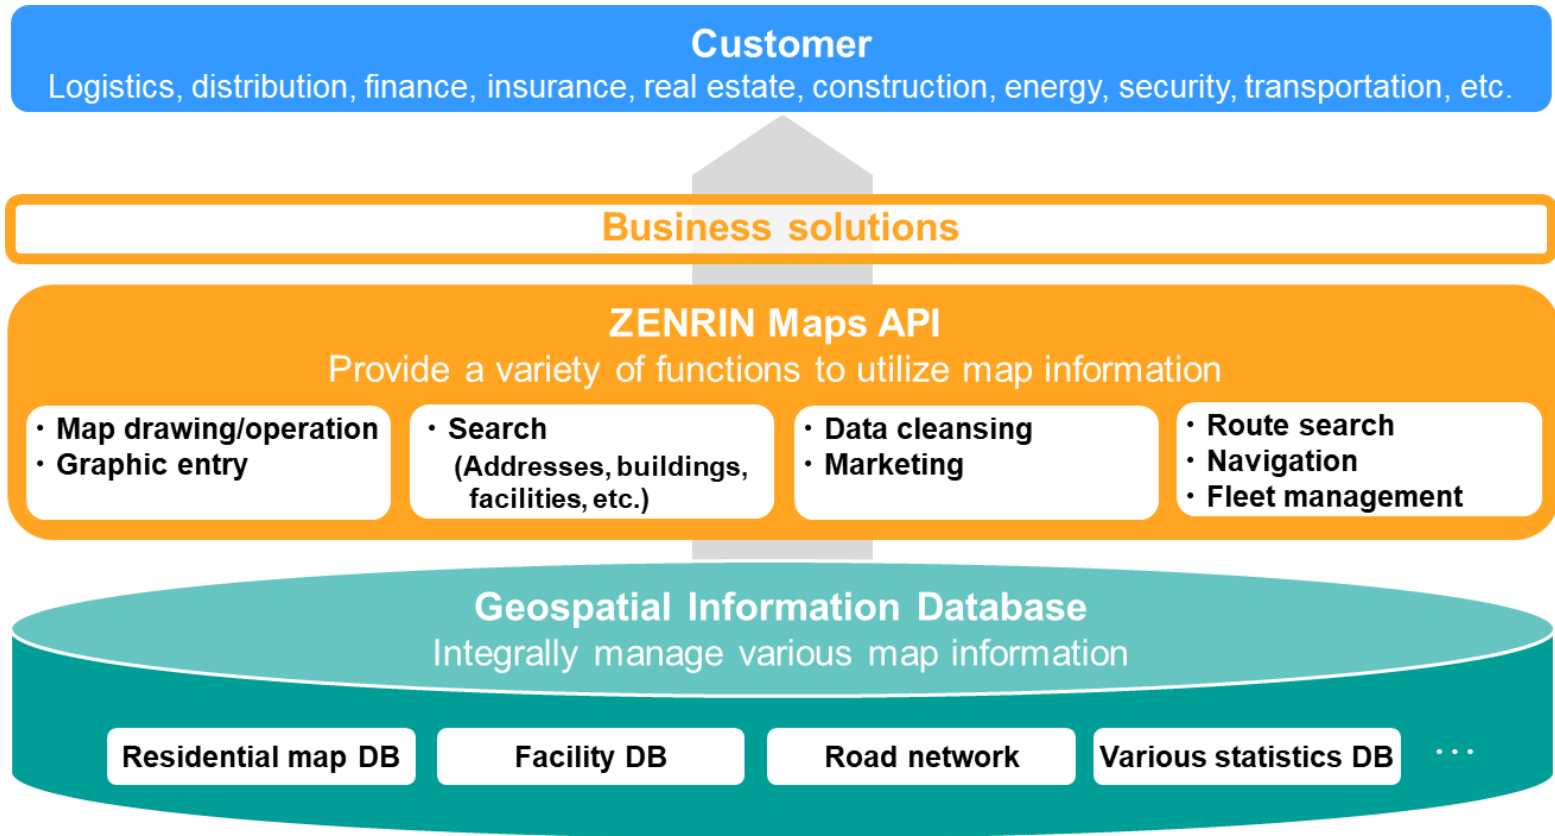 Customer
Logistics, distribution, finance, insurance, real estate, construction, energy, security, transportation, etc.
Business solutions
ZENRIN Maps API
Provide a variety of functions to utilize map information
・Map drawing/operation
・Graphic entry
・Search
(Addresses, buildings,
facilities, etc.)
・Data cleansing
・Marketing
・Route search
・Navigation
・Fleet management
Geospatial Information Database
Integrally manage various map information
Residential map DB
Facility DB
Road network
Various statistics DB
…